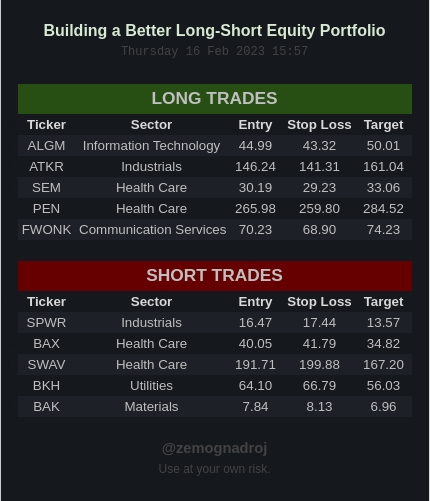 Building a Better Long-Short Equity Portfolio
Thursday 16 Feb 2023 15:57
LONG TRADES
Ticker Sector Entry Stop Loss Target
ALGM Information Technology 44.99 43.32 50.01
ATKR Industrials 146.24 141.31 161.04
SEM Health Care 30.19 29.23 33.06
PEN Health Care 265.98 259.80 284.52
FWONK Communication Services 70.23 68.90 74.23
SHORT TRADES
Ticker Sector Entry Stop Loss Target
SPWR Industrials 16.47 17.44 13.57
BAX Health Care 40.05 41.79 34.82
SWAV Health Care 191.71 199.88 167.20
BKH Utilities 64.10 66.79 56.03
BAK Materials 7.84 8.13 6.96
@zemognadroj
Use at your own risk.